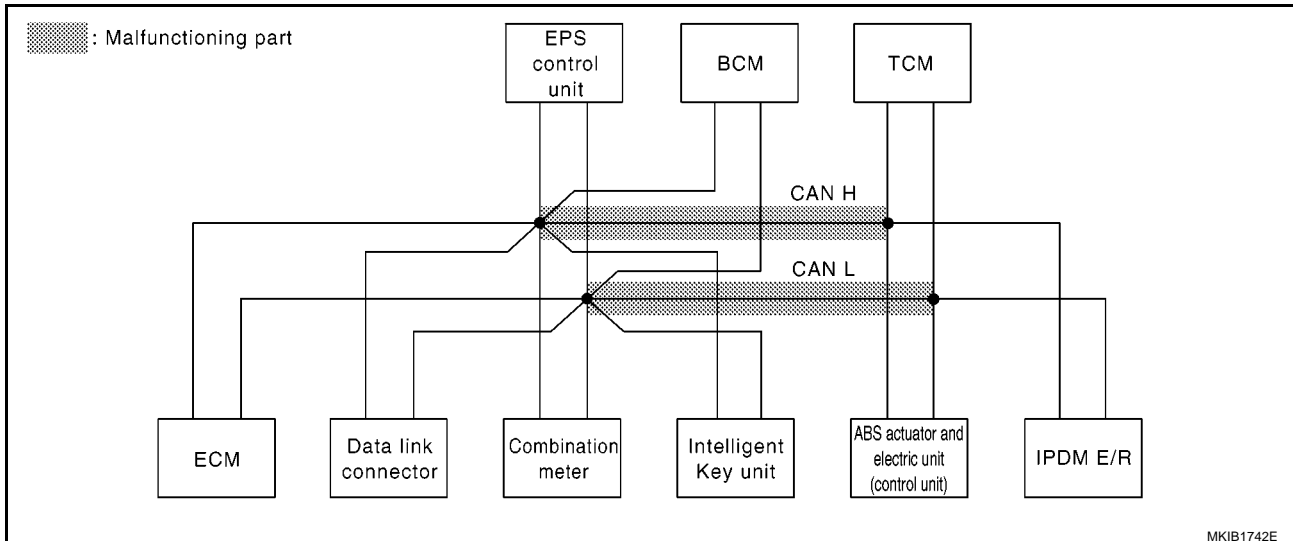 : Malfunctioning part
EPS
control
unit
BCM
TCM
CAN H
CAN L
ECM
Data link
connector
Combination
meter
Intelligent
Key unit
ABS actuator and
electric unit
(control unit)
IPDM E/R
MKIB1742E